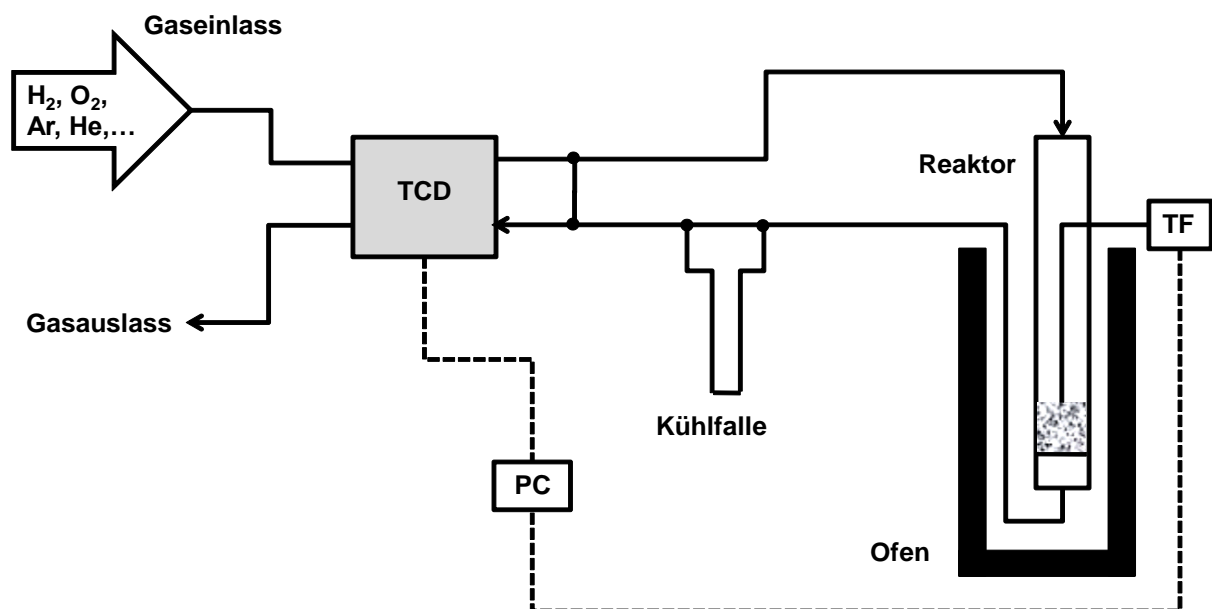 Gaseinlass
H₂, O₂,
Ar, He,...
TCD
Reaktor
TF
Gasauslass
Kühlfalle
PC
Ofen